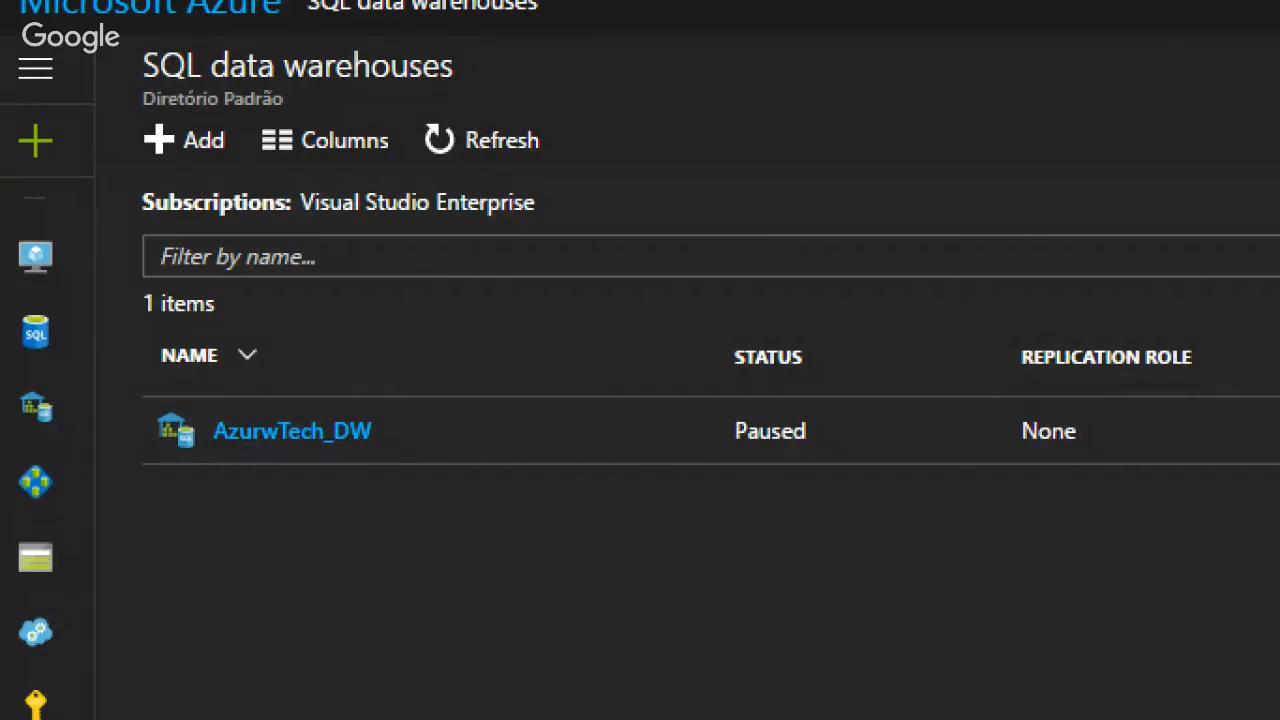 Microsoft Azure SQL data warehouses
Google
SQL data warehouses
Diretório Padrão
Add Columns Refresh
Subscriptions: Visual Studio Enterprise
Filter by name...
1 items
NAME STATUS REPLICATION ROLE
SQL
AzurwTech_DW Paused None